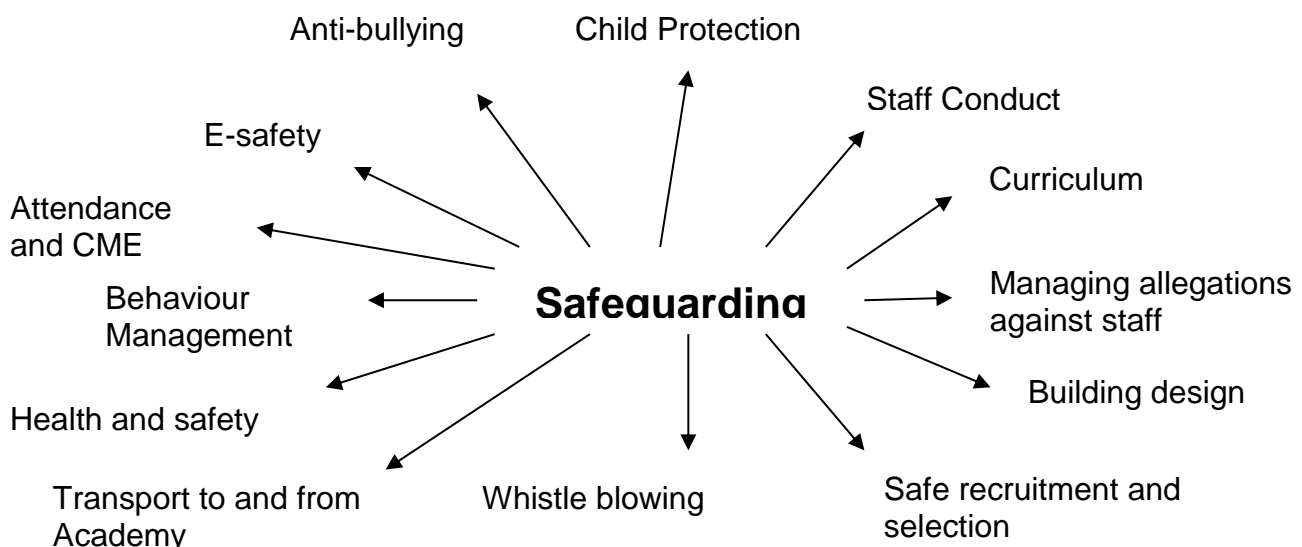 Anti-bullying
Child Protection
Staff Conduct
E-safety
Curriculum
Attendance
and CME
Managing allegations
against staff
Behaviour
Management
Safeguarding
Building design
Health and safety
Transport to and from
Academy
Whistle blowing
Safe recruitment and
selection